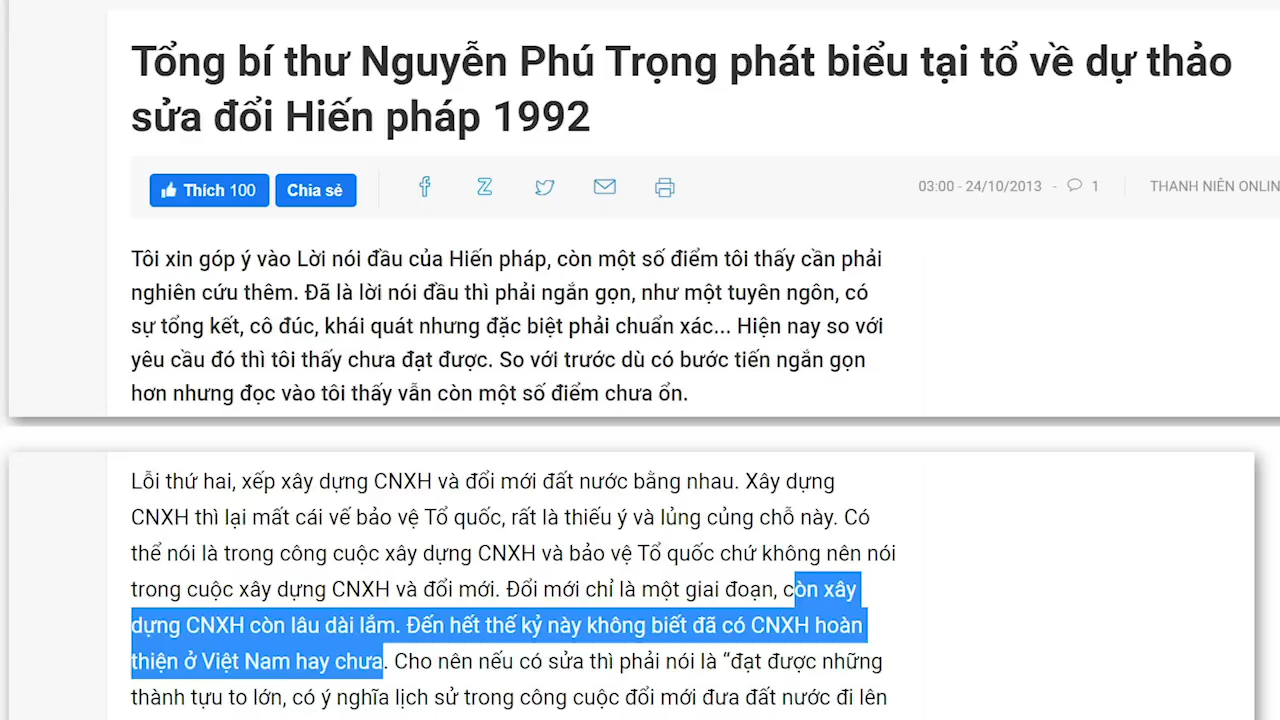 Tổng bí thư Nguyễn Phú Trọng phát biểu tại tổ về dự thảo
sửa đổi Hiến pháp 1992
Thích 100 Chia sẻ 03:00 - 24/10/2013 - 1 THANH NIÊN ONLIN
Tôi xin góp ý vào Lời nói đầu của Hiến pháp, còn một số điểm tôi thấy cần phải
nghiên cứu thêm. Đã là lời nói đầu thì phải ngắn gọn, như một tuyên ngôn, có
sự tổng kết, cô đúc, khái quát nhưng đặc biệt phải chuẩn xác... Hiện nay so với
yêu cầu đó thì tôi thấy chưa đạt được. So với trước dù có bước tiến ngắn gọn
hơn nhưng đọc vào tôi thấy vẫn còn một số điểm chưa ổn.
Lỗi thứ hai, xếp xây dựng CNXH và đổi mới đất nước bằng nhau. Xây dựng
CNXH thì lại mất cái vế bảo vệ Tổ quốc, rất là thiếu ý và lủng củng chỗ này. Có
thể nói là trong công cuộc xây dựng CNXH và bảo vệ Tổ quốc chứ không nên nói
trong cuộc xây dựng CNXH và đổi mới. Đổi mới chỉ là một giai đoạn, còn xây
dựng CNXH còn lâu dài lắm. Đến hết thế kỷ này không biết đã có CNXH hoàn
thiện ở Việt Nam hay chưa. Cho nên nếu có sửa thì phải nói là “đạt được những
thành tựu to lớn, có ý nghĩa lịch sử trong công cuộc đổi mới đưa đất nước đi lên